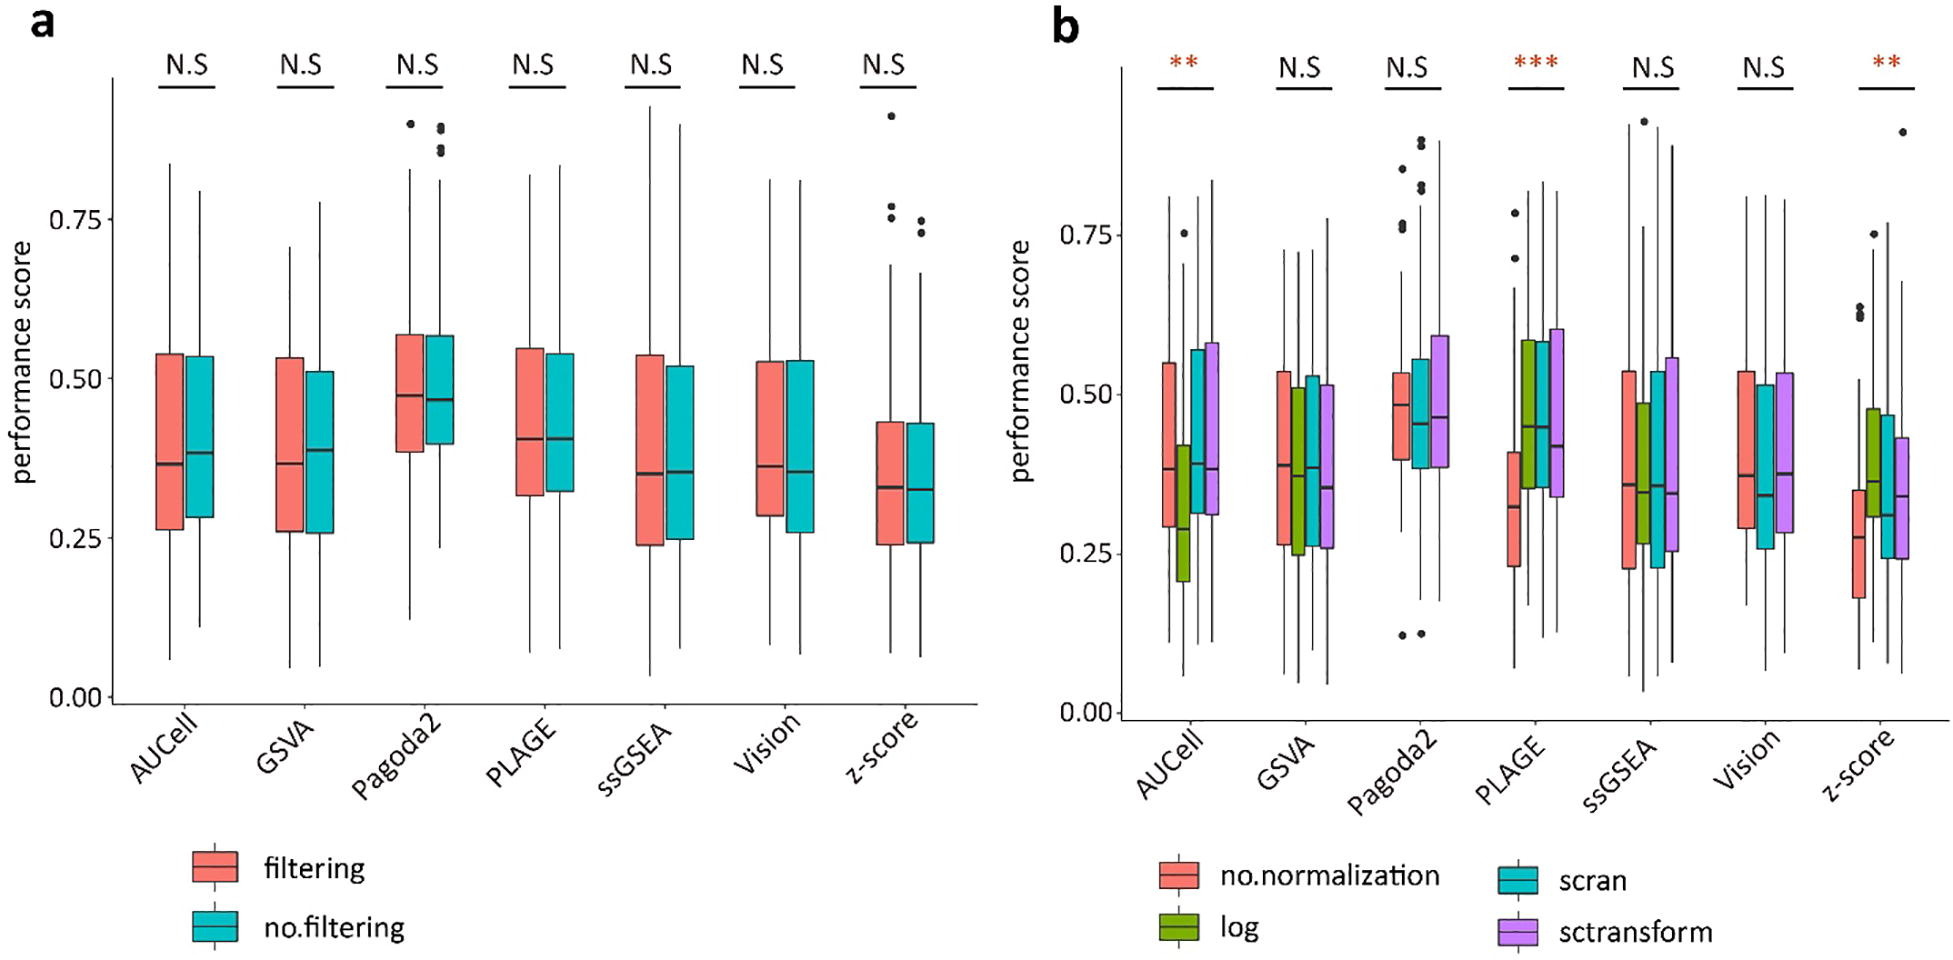 a
N.S N.S N.S N.S N.S N.S N.S
performance score
0.75
0.50
0.25
0.00
AUCell GSVA Pagoda2 PLAGE ssGSEA Vision z-score
filtering
no.filtering
b
** N.S N.S *** N.S N.S **
performance score
0.75
0.50
0.25
0.00
AUCell GSVA Pagoda2 PLAGE ssGSEA Vision z-score
no.normalization scran
log sctransform